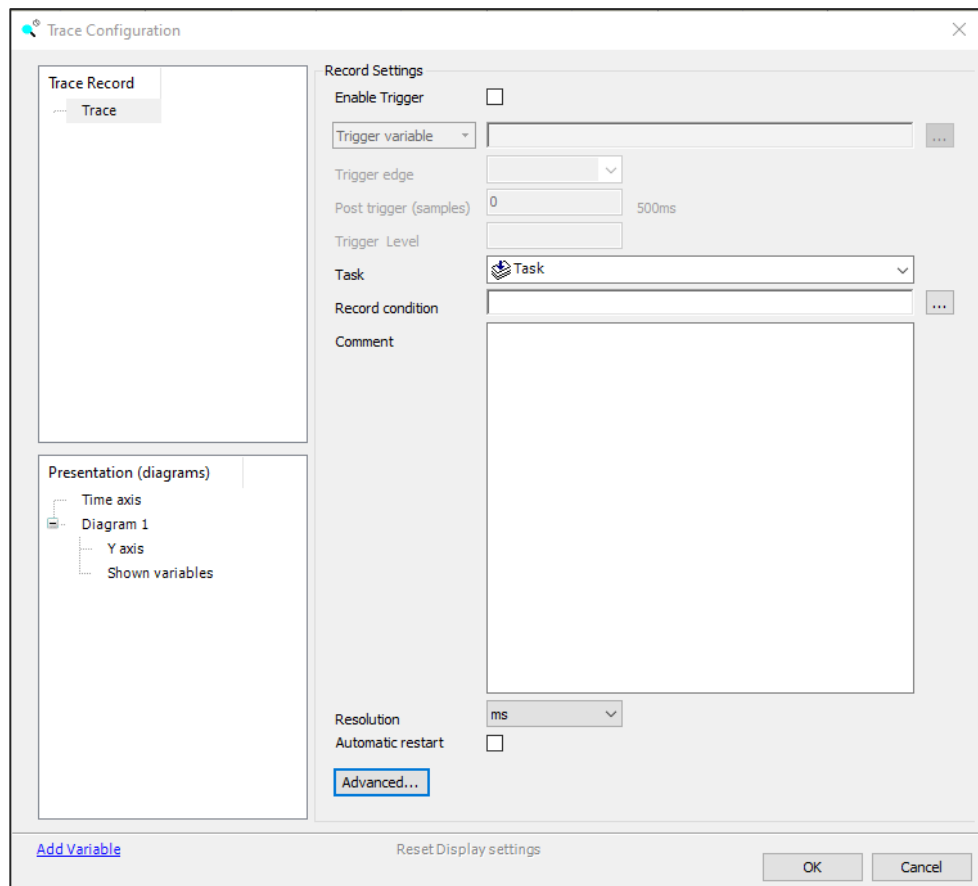 Trace Configuration
Trace Record
Trace
Record Settings
Enable Trigger
Trigger variable
...
Trigger edge
Post trigger (samples)
0
500ms
Trigger Level
Task
Task
Record condition
...
Comment
Presentation (diagrams)
Time axis
Diagram 1
Y axis
Shown variables
Resolution
ms
Automatic restart
Advanced...
Add Variable
Reset Display settings
OK
Cancel